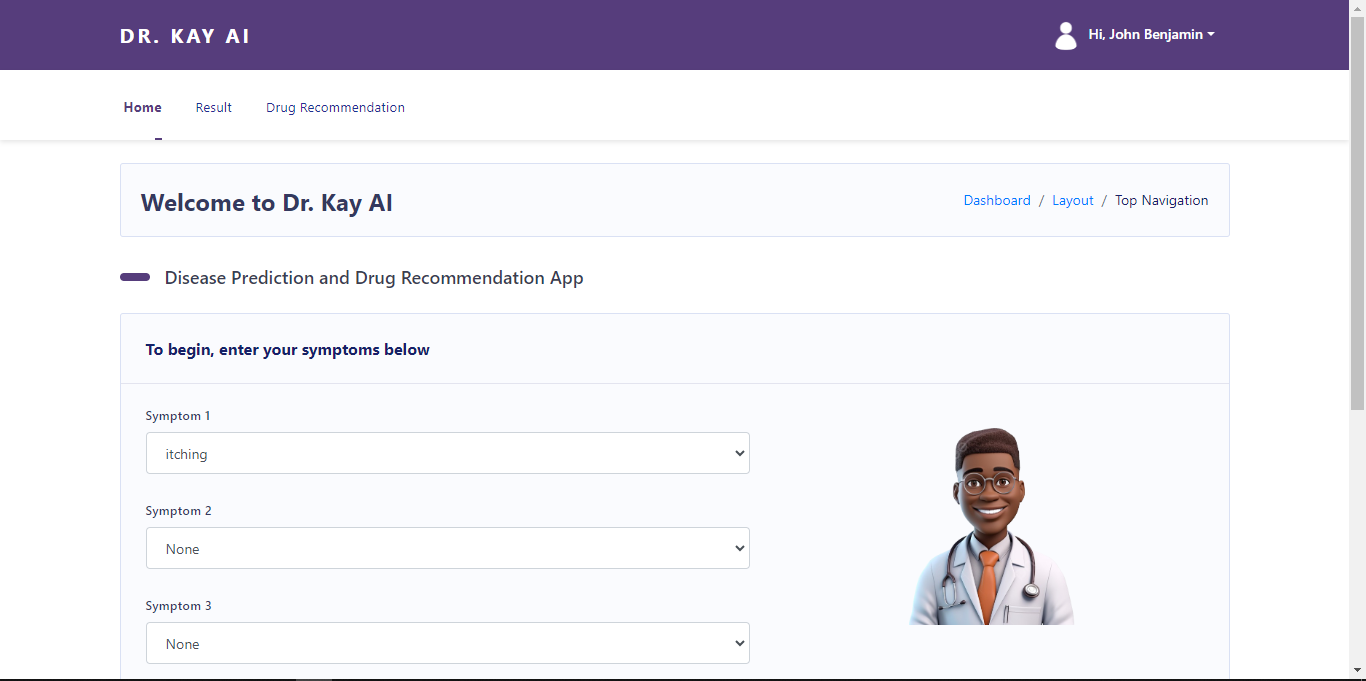 DR. KAY AI
Hi, John Benjamin
Home Result Drug Recommendation
Welcome to Dr. Kay AI
Dashboard / Layout / Top Navigation
Disease Prediction and Drug Recommendation App
To begin, enter your symptoms below
Symptom 1
itching
Symptom 2
None
Symptom 3
None